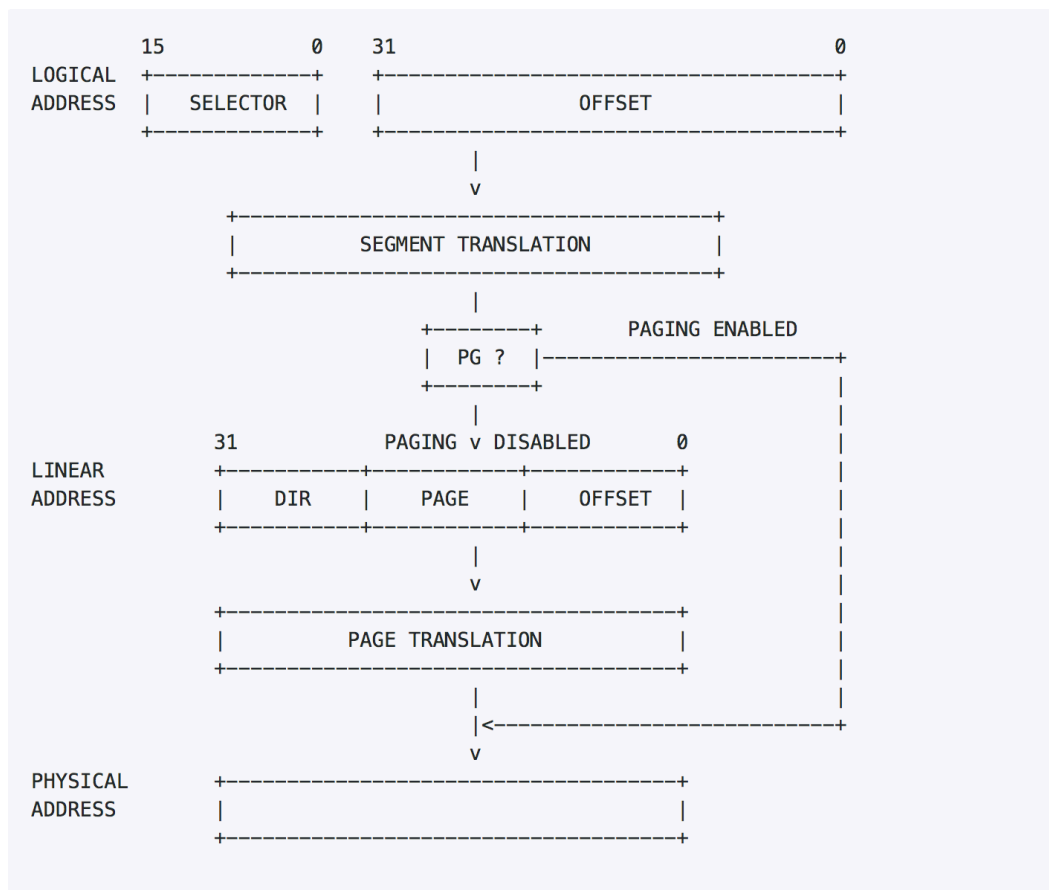 15            0    31                                    0
LOGICAL  +-------------+    +-------------------------------------+
ADDRESS  |   SELECTOR  |    |                OFFSET               |
         +-------------+    +-------------------------------------+
                                    |
                                    v
                +---------------------------------------+
                |          SEGMENT TRANSLATION          |
                +---------------------------------------+
                                    |
                                +--------+       PAGING ENABLED
                                |  PG ?  |------------------------+
                                +--------+                        |
                                    |                             |
               31            PAGING v DISABLED       0            |
LINEAR         +-----------+------------+------------+            |
ADDRESS        |    DIR    |    PAGE    |    OFFSET  |            |
               +-----------+------------+------------+            |
                                    |                             |
                                    v                             |
               +-------------------------------------+            |
               |          PAGE TRANSLATION           |            |
               +-------------------------------------+            |
                                    |                             |
                                    |<----------------------------+
                                    v
PHYSICAL       +-------------------------------------+
ADDRESS        |                                     |
               +-------------------------------------+